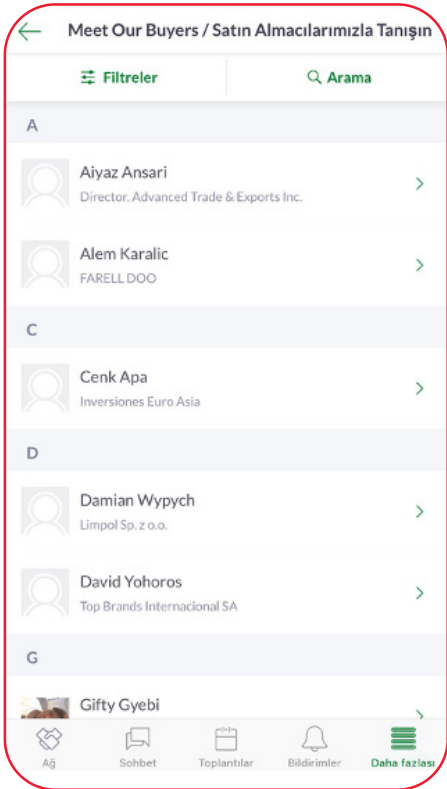 Meet Our Buyers / Satın Almacılarımızla Tanışın
Filtreler
Arama
A
Aiyaz Ansari
Director, Advanced Trade & Exports Inc.
Alem Karalic
FARELL DOO
C
Cenk Apa
Inversiones Euro Asia
D
Damian Wypych
Limpol Sp. z o.o.
David Yohoros
Top Brands Internacional SA
G
Gifty Gyebi
Ağ
Sohbet
Toplantılar
Bildirimler
Daha fazlası